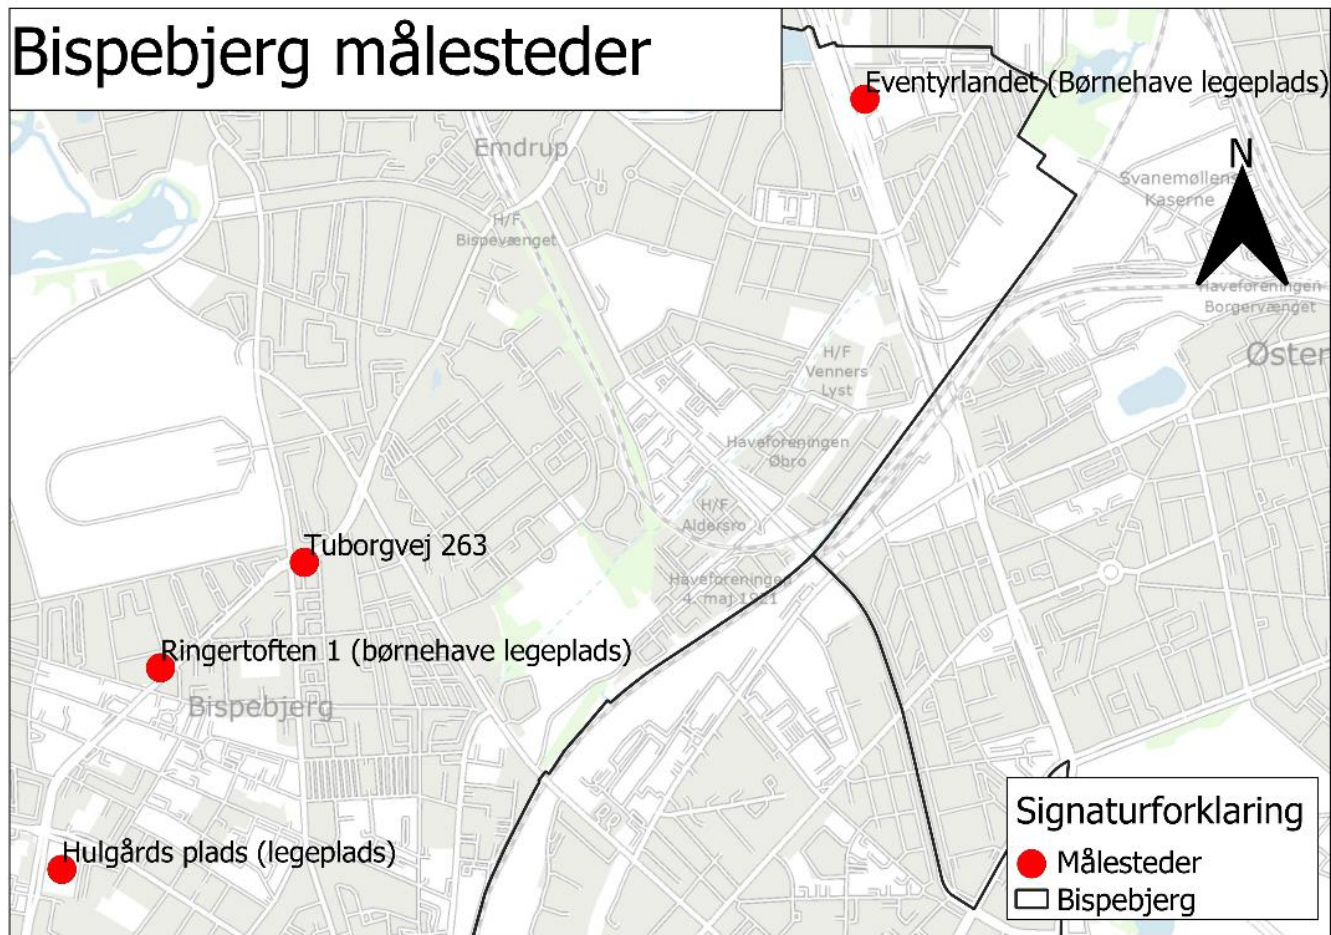 Bispebjerg målesteder
Eventyrlandet (Børnehave legeplads)
Emdrup
N
Svanemøllens
Kaserne
H/F
Bispevænget
Haveforeningen
Borgervænget
Øster
H/F
Venners
Lyst
Haveforeningen
Øbro
H/F
Aldersro
Tuborgvej 263
Haveforeningen
4. maj 1921
Ringertoften 1 (børnehave legeplads)
Bispebjerg
Hulgårds plads (legeplads)
Signaturforklaring
Målesteder
Bispebjerg